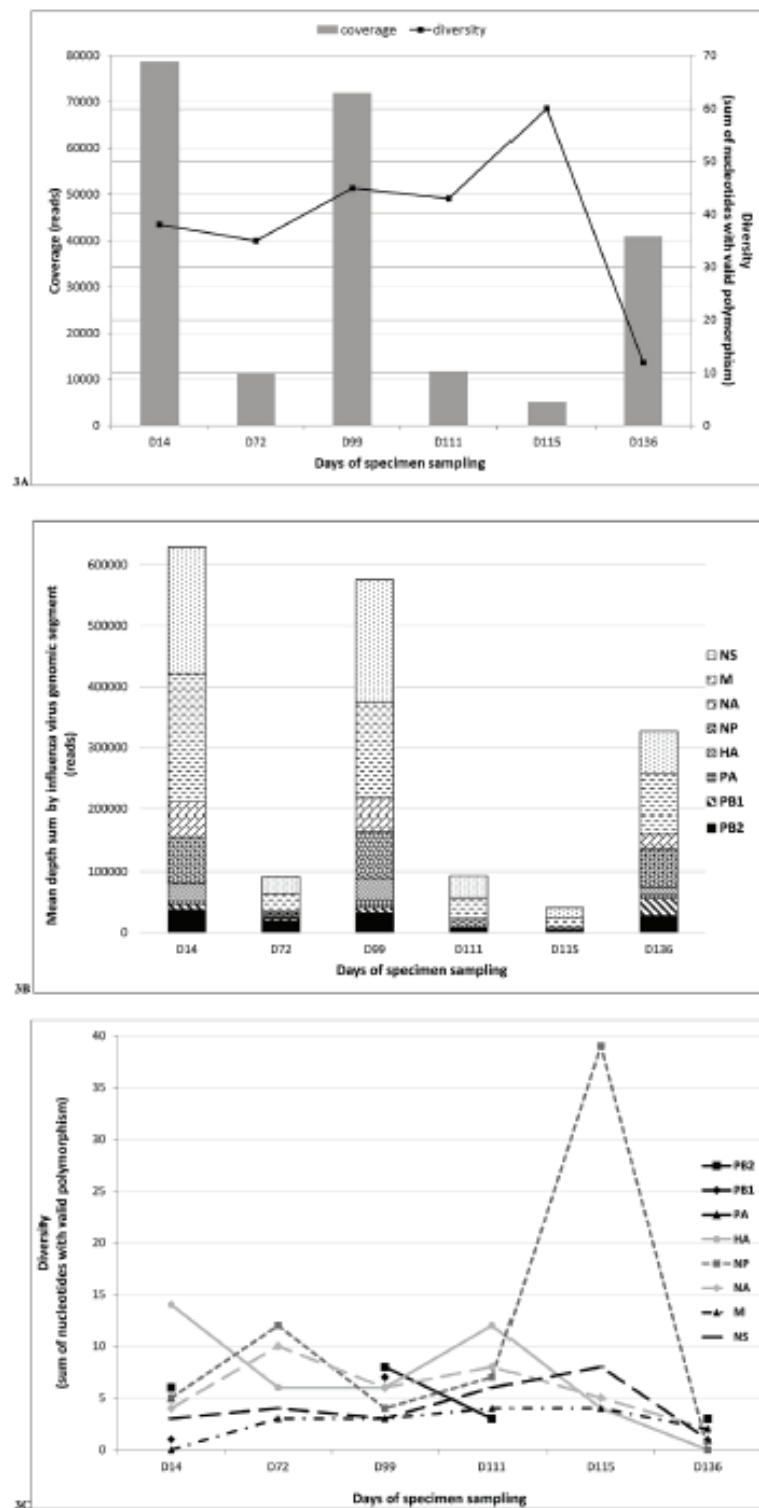 coverage diversity
80000
70000
60000
50000
40000
30000
20000
10000
0
Coverage (reads)
70
60
50
40
30
20
10
0
Diversity
(sum of nucleotides with valid polymorphism)
D14 D72 D99 D111 D115 D136
Days of specimen sampling
3A
600000
500000
400000
300000
200000
100000
0
Mean depth sum by influenua virus genomic segment
(reads)
NS
M
NA
NP
HA
PA
PB1
PB2
D14 D72 D99 D111 D115 D136
Days of specimen sampling
3B
40
35
30
25
20
15
10
5
0
Diversity
(sum of nucleotides with valid polymorphism)
PB2
PB1
PA
HA
NP
NA
M
NS
D14 D72 D99 D111 D115 D136
Days of specimen sampling